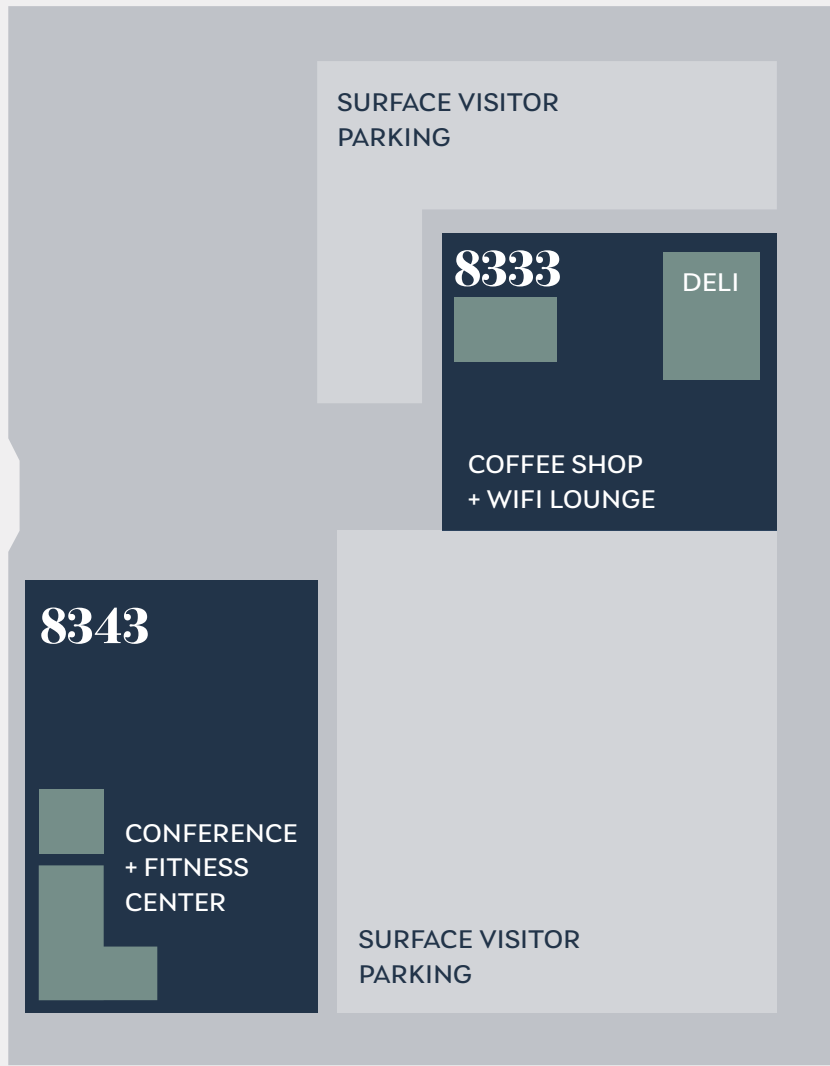 SURFACE VISITOR
PARKING
8333
DELI
COFFEE SHOP
+ WIFI LOUNGE
8343
CONFERENCE
+ FITNESS
CENTER
SURFACE VISITOR
PARKING